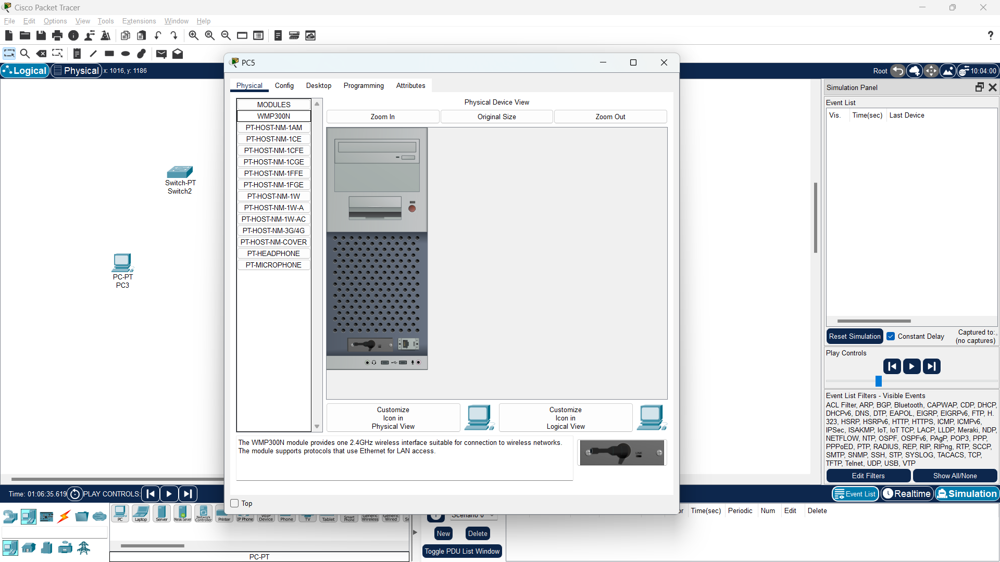 Cisco Packet Tracer
File Edit Options View Tools Extensions Window Help
Logical Physical x: 1016, y: 1186
Root 10:04:00
Switch-PT
Switch2
PC-PT
PC3
PC5
Physical Config Desktop Programming Attributes
MODULES
WMP300N
PT-HOST-NM-1AM
PT-HOST-NM-1CE
PT-HOST-NM-1CFE
PT-HOST-NM-1CGE
PT-HOST-NM-1FFE
PT-HOST-NM-1FGE
PT-HOST-NM-1W
PT-HOST-NM-1W-A
PT-HOST-NM-1W-AC
PT-HOST-NM-3G/4G
PT-HOST-NM-COVER
PT-HEADPHONE
PT-MICROPHONE
Physical Device View
Zoom In Original Size Zoom Out
Customize
Icon in
Physical View
Customize
Icon in
Logical View
The WMP300N module provides one 2.4GHz wireless interface suitable for connection to wireless networks.
The module supports protocols that use Ethernet for LAN access.
LINK
Top
Simulation Panel
Event List
Vis. Time(sec) Last Device
Reset Simulation Constant Delay
Captured to:
(no captures)
Play Controls
Event List Filters - Visible Events
ACL Filter, ARP, BGP, Bluetooth, CAPWAP, CDP, DHCP,
DHCPv6, DNS, DTP, EAPOL, EIGRP, EIGRPv6, FTP, H.
323, HSRP, HSRPv6, HTTP, HTTPS, ICMP, ICMPv6,
IPSec, ISAKMP, IoT, IoT TCP, LACP, LLDP, Meraki, NDP,
NETFLOW, NTP, OSPF, OSPFv6, PAgP, POP3, PPP,
PPPoED, PTP, RADIUS, REP, RIP, RIPng, RTP, SCCP,
SMTP, SNMP, SSH, STP, SYSLOG, TACACS, TCP,
TFTP, Telnet, UDP, USB, VTP
Edit Filters Show All/None
Time: 01:06:35.619 PLAY CONTROLS:
Event List Realtime Simulation
PC
Laptop
Server
Meraki Server
Network
Controller
Printer
IP Phone
VoIP
Device
Phone
TV
Tablet
Smart
Phone
Generic
Wireless
Generic
Wired
PC-PT
Scenario 0
New Delete
Toggle PDU List Window
Time(sec) Periodic Num Edit Delete